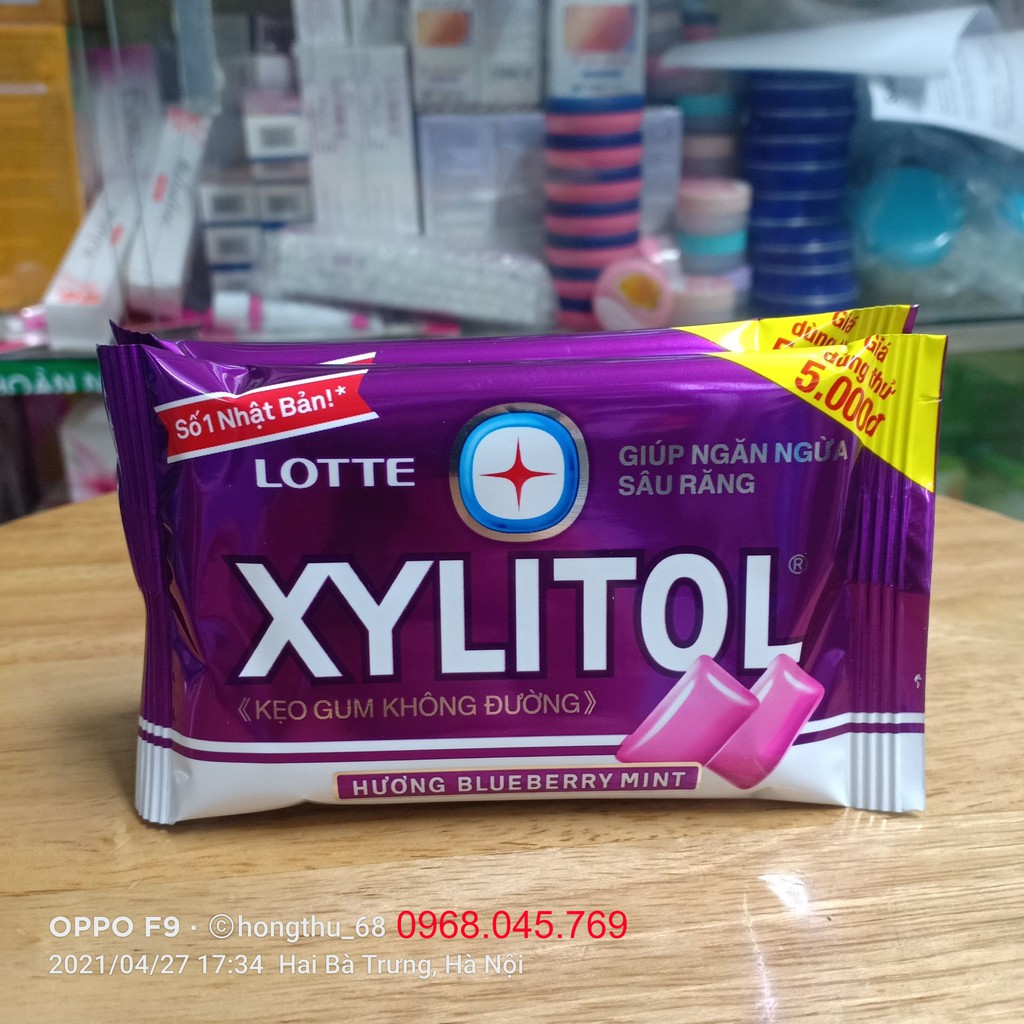 Giá
dùng
Giá
dùng thử
5.000đ
Số 1 Nhật Bản!*
LOTTE
GIÚP NGĂN NGỪA
SÂU RĂNG
XYLITOL®
《KẸO GUM KHÔNG ĐƯỜNG》
HƯƠNG BLUEBERRY MINT
OPPO F9 · ©hongthu_68 0968.045.769
2021/04/27 17:34 Hai Bà Trưng, Hà Nội